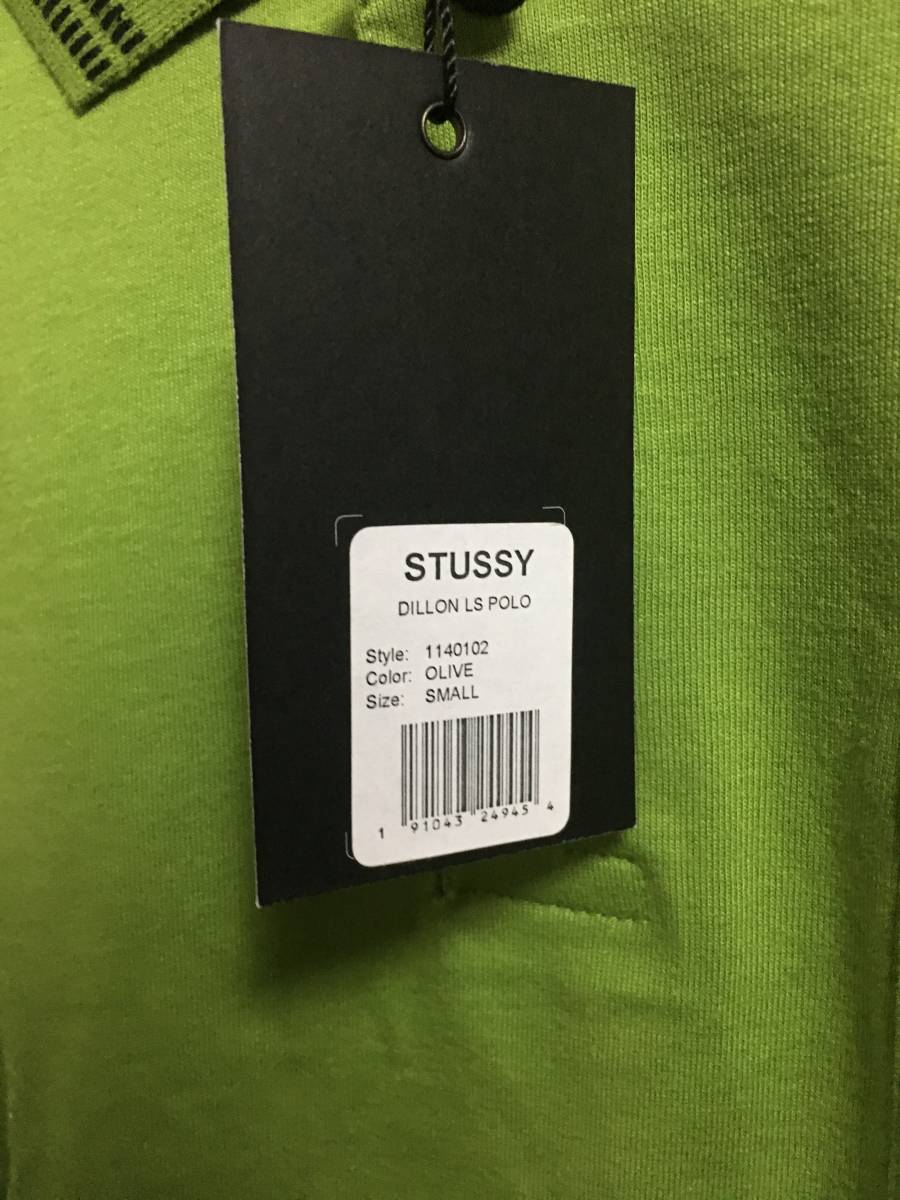 STUSSY
DILLON LS POLO
Style: 1140102
Color: OLIVE
Size: SMALL
1 91043 24945 4